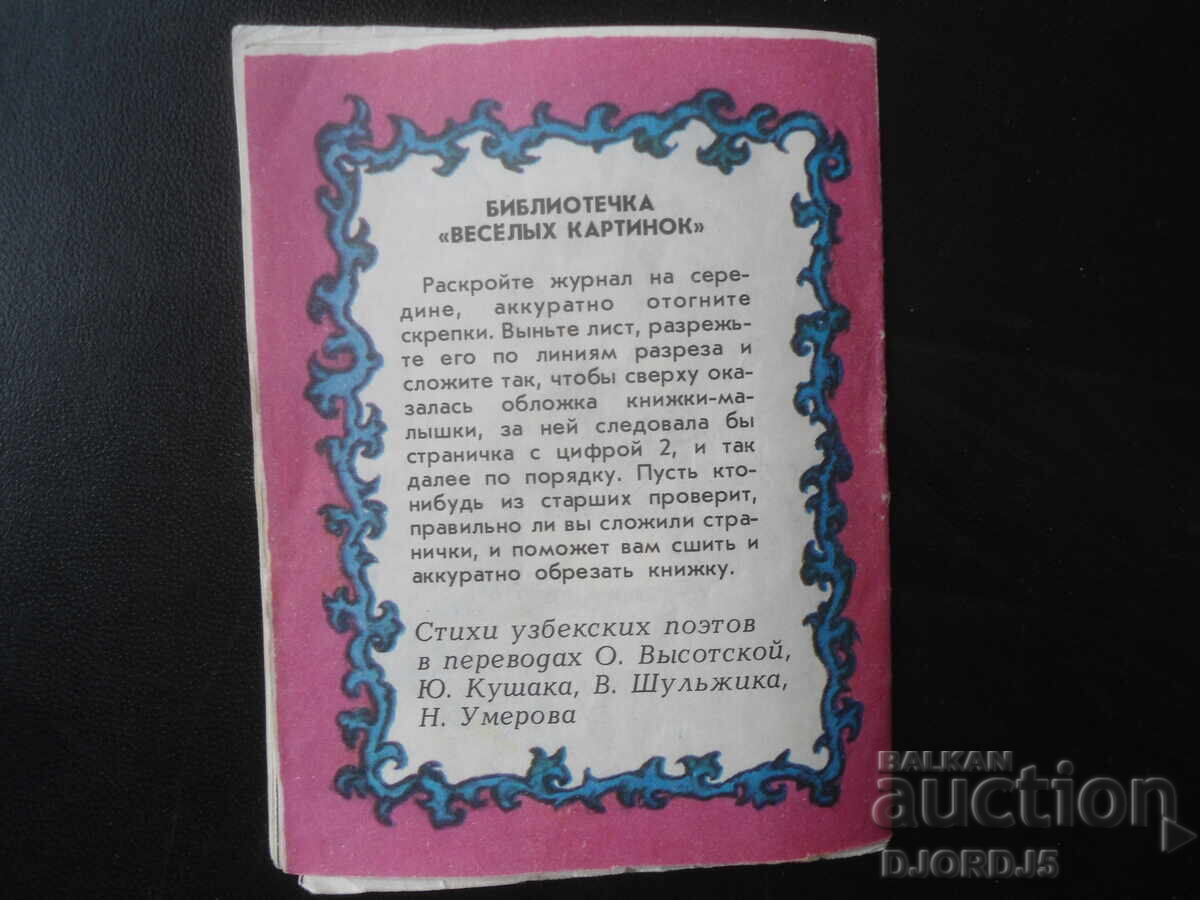 БИБЛИОТЕЧКА
«ВЕСЕЛЫХ КАРТИНОК»
Раскройте журнал на сере-
дине, аккуратно отогните
скрепки. Выньте лист, разрежь-
те его по линиям разреза и
сложите так, чтобы сверху ока-
залась обложка книжки-ма-
лышки, за ней следовала бы
страничка с цифрой 2, и так
далее по порядку. Пусть кто-
нибудь из старших проверит,
правильно ли вы сложили стра-
нички, и поможет вам сшить и
аккуратно обрезать книжку.
Стихи узбекских поэтов
в переводах О. Высотской,
Ю. Кушака, В. Шульжика,
Н. Умерова
BALKAN
auction
DJORDJ5